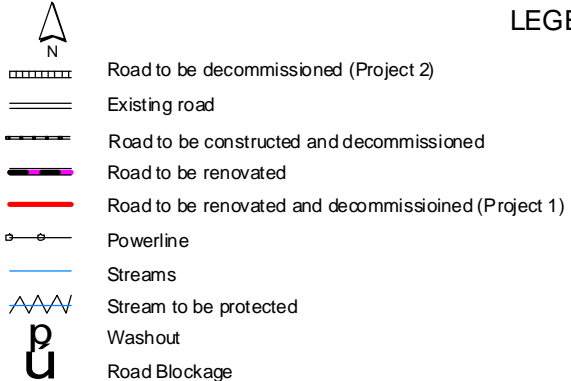 LEGE
N
Road to be decommissioned (Project 2)
Existing road
Road to be constructed and decommissioned
Road to be renovated
Road to be renovated and decommissioined (Project 1)
Powerline
Streams
Stream to be protected
p Washout
ú Road Blockage